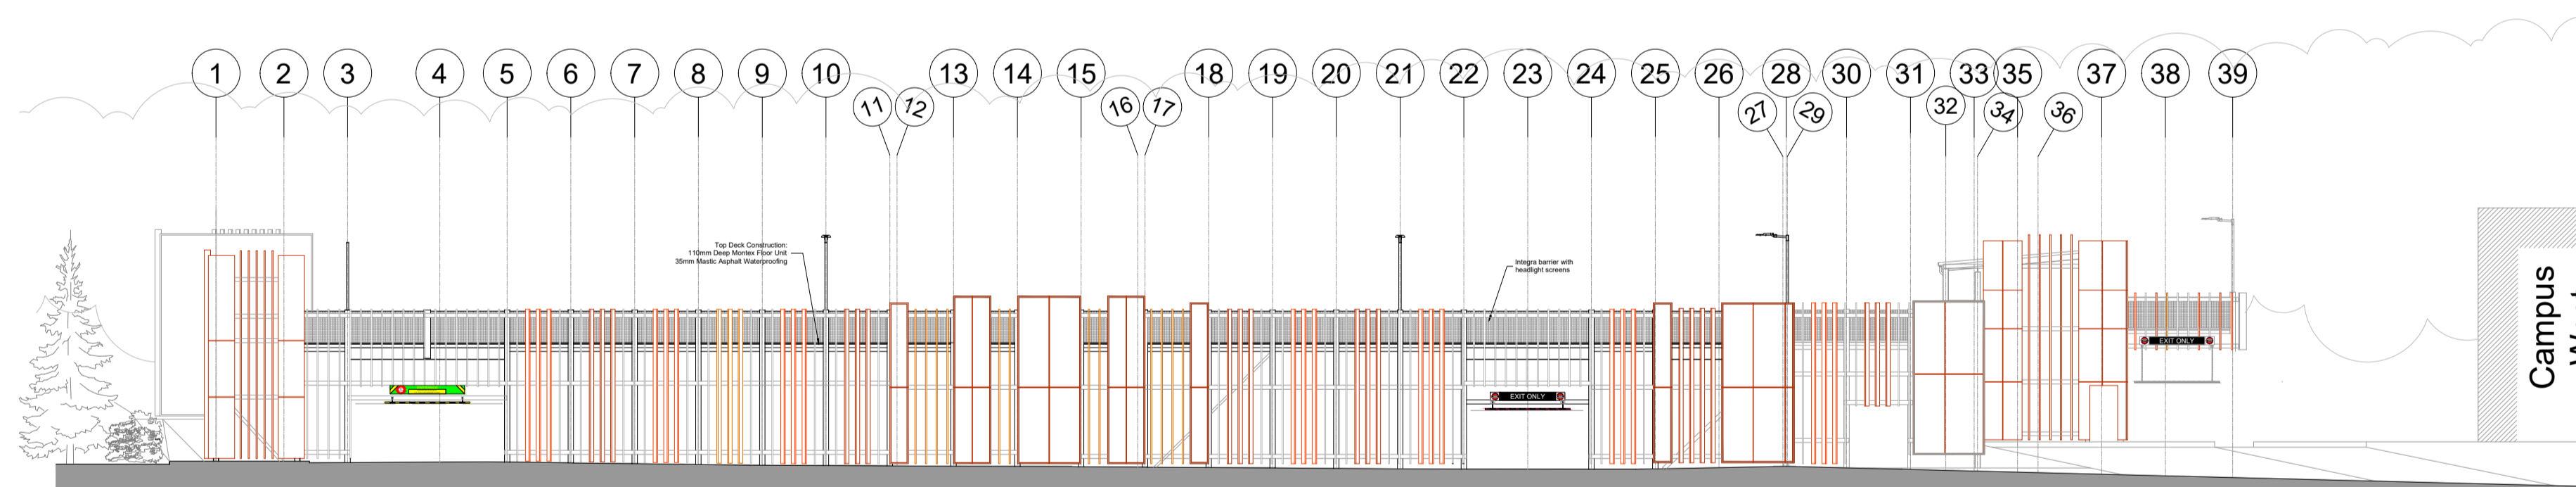 1 2 3 4 5 6 7 8 9 10 13 14 15 18 19 20 21 22 23 24 25 26 28 30 31 33 35 37 38 39
11 12 16 17 27 29 32 34 36
Top Deck Construction:
110mm Deep Montex Floor Unit
35mm Mastic Asphalt Waterproofing
Integra barrier with
headlight screens
EXIT ONLY
EXIT ONLY
Campus